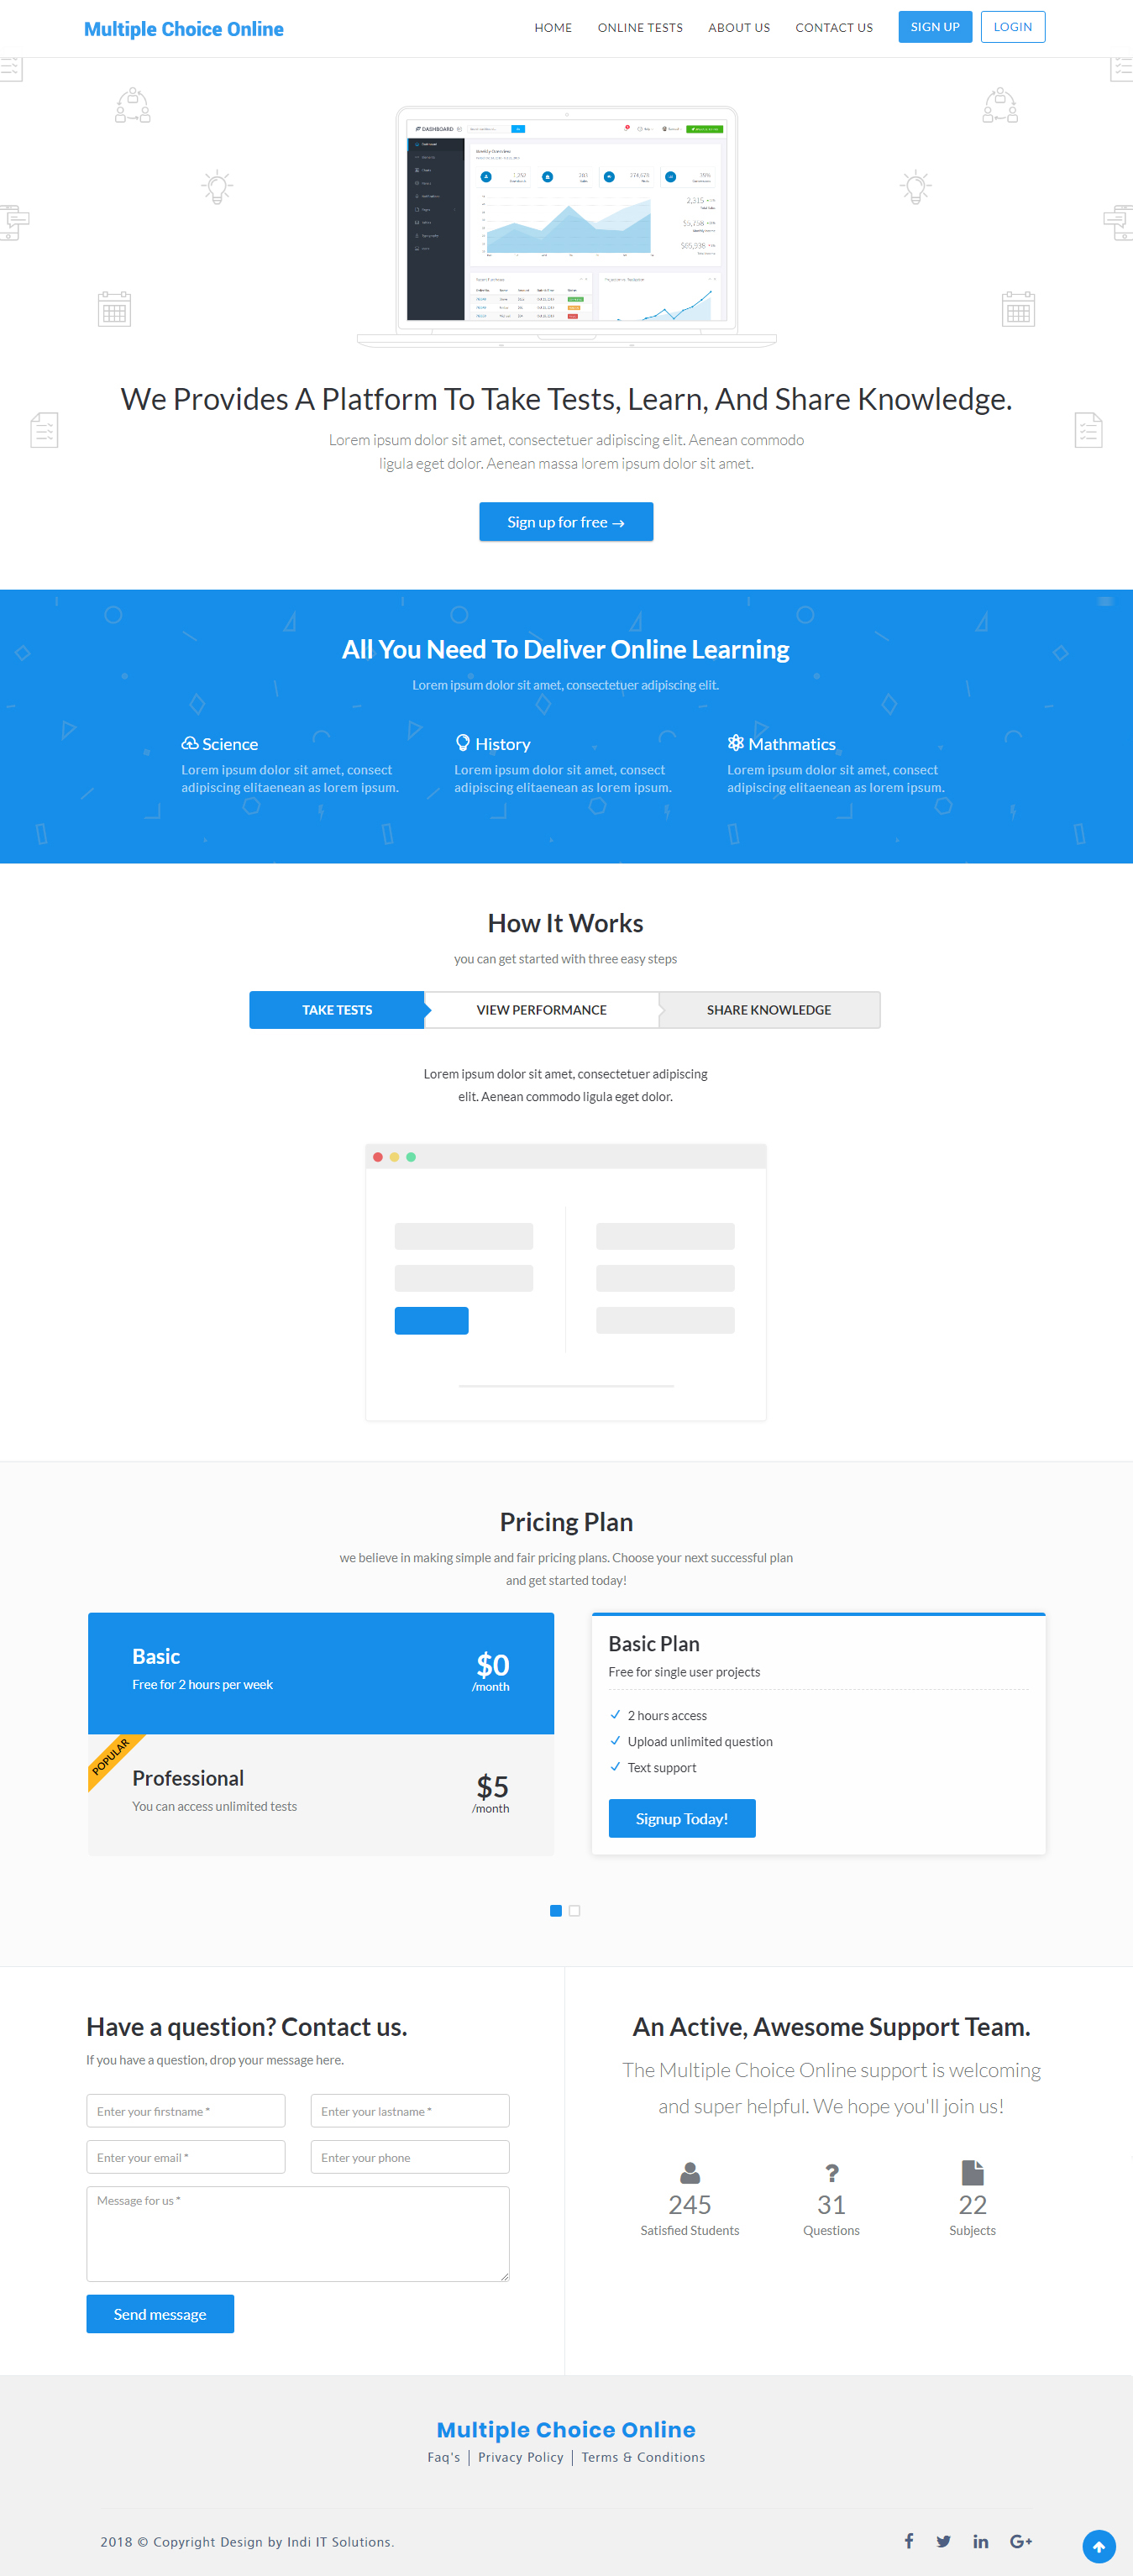 Multiple Choice Online
HOME
ONLINE TESTS
ABOUT US
CONTACT US
SIGN UP
LOGIN
DASHBOARD
We Provides A Platform To Take Tests, Learn, And Share Knowledge.
Lorem ipsum dolor sit amet, consectetuer adipiscing elit. Aenean commodo
ligula eget dolor. Aenean massa lorem ipsum dolor sit amet.
Sign up for free →
All You Need To Deliver Online Learning
Lorem ipsum dolor sit amet, consectetuer adipiscing elit.
Science
Lorem ipsum dolor sit amet, consect
adipiscing elitaenean as lorem ipsum.
History
Lorem ipsum dolor sit amet, consect
adipiscing elitaenean as lorem ipsum.
Mathmatics
Lorem ipsum dolor sit amet, consect
adipiscing elitaenean as lorem ipsum.
How It Works
you can get started with three easy steps
TAKE TESTS
VIEW PERFORMANCE
SHARE KNOWLEDGE
Lorem ipsum dolor sit amet, consectetuer adipiscing
elit. Aenean commodo ligula eget dolor.
Pricing Plan
we believe in making simple and fair pricing plans. Choose your next successful plan
and get started today!
Basic
Free for 2 hours per week
$0
/month
POPULAR
Professional
You can access unlimited tests
$5
/month
Basic Plan
Free for single user projects
2 hours access
Upload unlimited question
Text support
Signup Today!
Have a question? Contact us.
If you have a question, drop your message here.
Enter your firstname *
Enter your lastname *
Enter your email *
Enter your phone
Message for us *
Send message
An Active, Awesome Support Team.
The Multiple Choice Online support is welcoming
and super helpful. We hope you'll join us!
245
Satisfied Students
31
Questions
22
Subjects
Multiple Choice Online
Faq's | Privacy Policy | Terms & Conditions
2018 © Copyright Design by Indi IT Solutions.